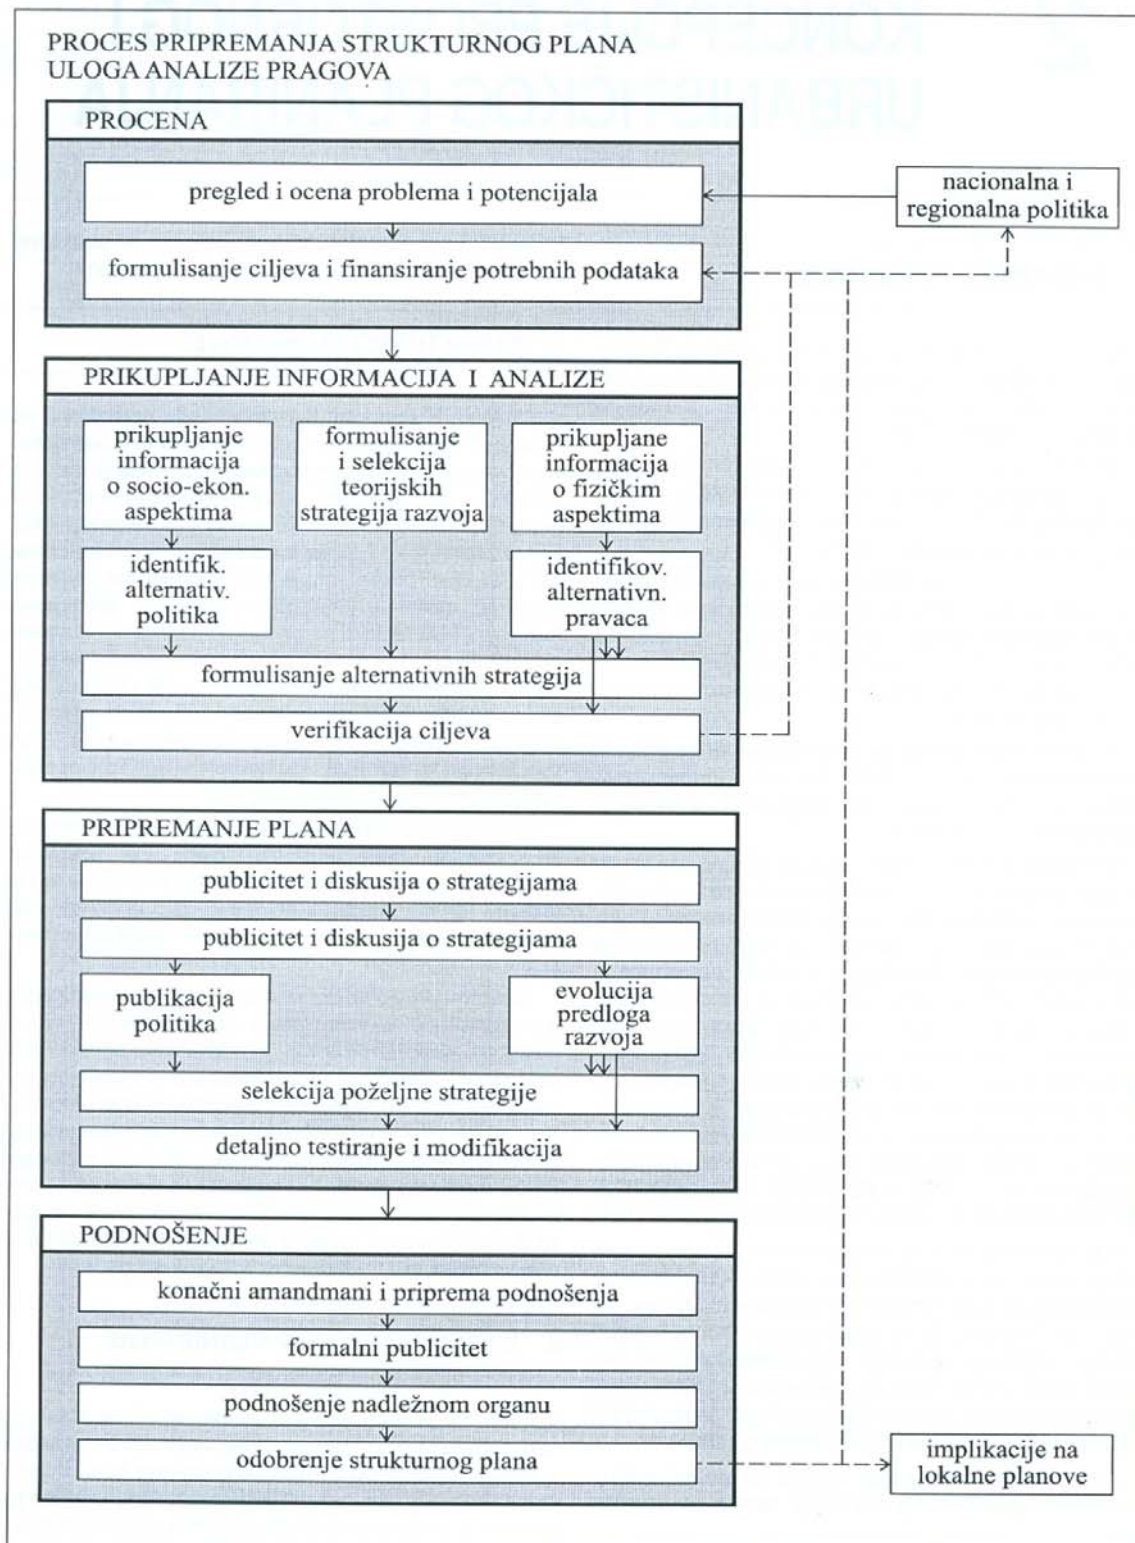 PROCES PRIPREMANJA STRUKTURNOG PLANA
ULOGA ANALIZE PRAGOVA
PROCENA
pregled i ocena problema i potencijala
nacionalna i
regionalna politika
formulisanje ciljeva i finansiranje potrebnih podataka
PRIKUPLJANJE INFORMACIJA I ANALIZE
prikupljanje
informacija
o socio-ekon.
aspektima
formulisanje
i selekcija
teorijskih
strategija razvoja
prikupljane
informacija
o fizičkim
aspektima
identifik.
alternativ.
politika
identifikov.
alternativn.
pravaca
formulisanje alternativnih strategija
verifikacija ciljeva
PRIPREMANJE PLANA
publicitet i diskusija o strategijama
publicitet i diskusija o strategijama
publikacija
politika
evolucija
predloga
razvoja
selekcija poželjne strategije
detaljno testiranje i modifikacija
PODNOŠENJE
konačni amandmani i priprema podnošenja
formalni publicitet
podnošenje nadležnom organu
odobrenje strukturnog plana
implikacije na
lokalne planove